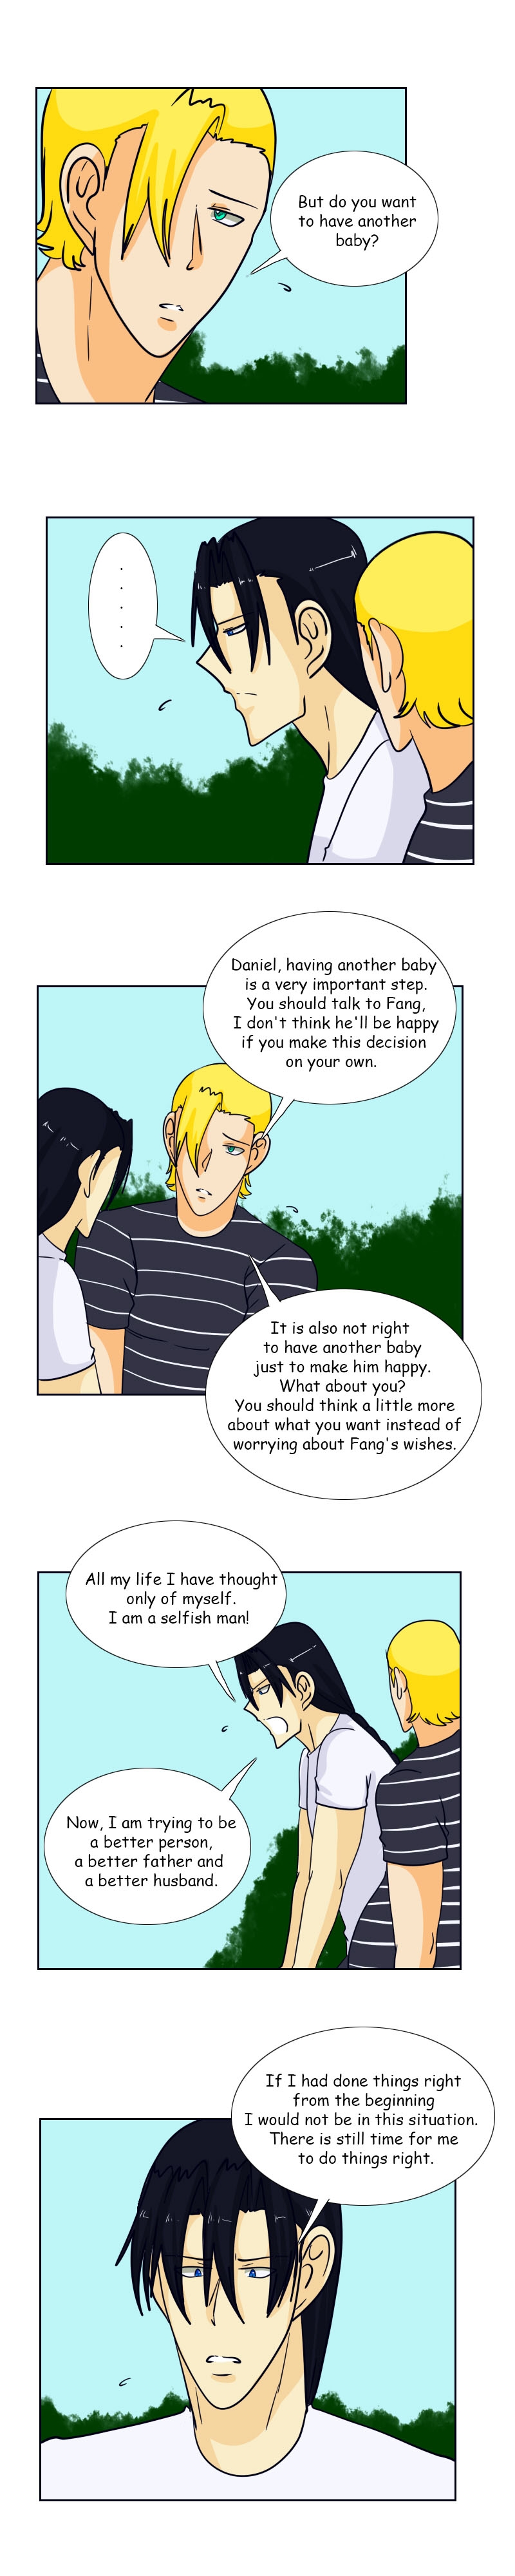 But do you want
to have another
baby?
.
.
.
.
.
Daniel, having another baby
is a very important step.
You should talk to Fang,
I don't think he'll be happy
if you make this decision
on your own.
It is also not right
to have another baby
just to make him happy.
What about you?
You should think a little more
about what you want instead of
worrying about Fang's wishes.
All my life I have thought
only of myself.
I am a selfish man!
Now, I am trying to be
a better person,
a better father and
a better husband.
If I had done things right
from the beginning
I would not be in this situation.
There is still time for me
to do things right.